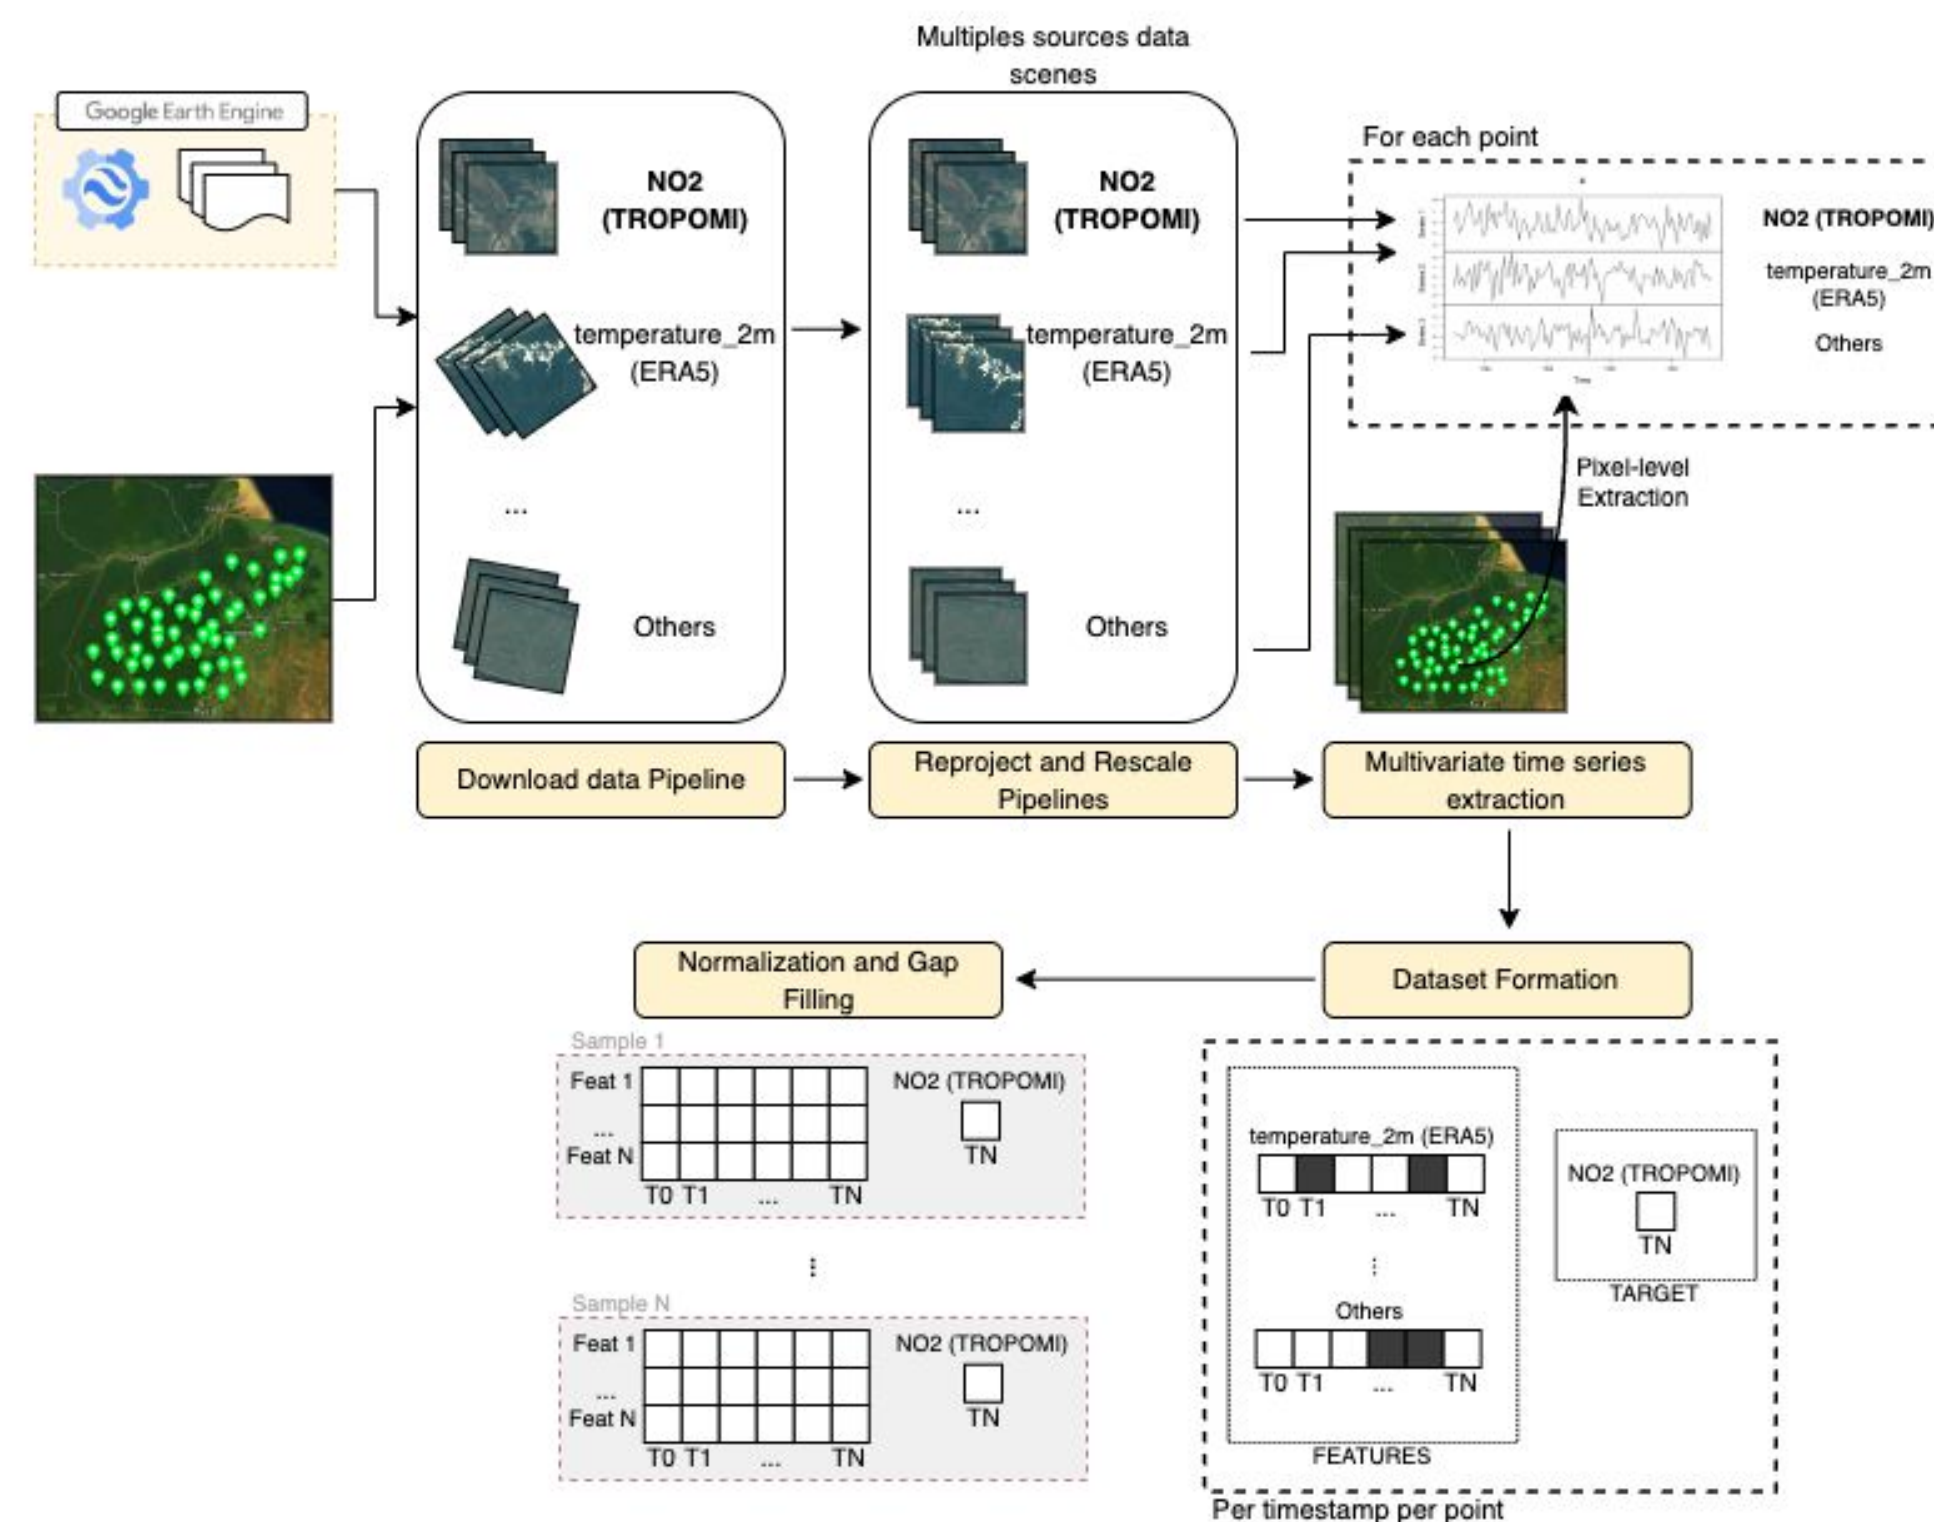 Multiples sources data
scenes
Google Earth Engine
NO2
(TROPOMI)
temperature_2m
(ERA5)
...
Others
NO2
(TROPOMI)
temperature_2m
(ERA5)
...
Others
For each point
NO2 (TROPOMI)
temperature_2m
(ERA5)
Others
Time
Pixel-level
Extraction
Download data Pipeline
Reproject and Rescale
Pipelines
Multivariate time series
extraction
Normalization and Gap
Filling
Dataset Formation
Sample 1
Feat 1
...
Feat N
T0 T1 ... TN
NO2 (TROPOMI)
TN
⋮
Sample N
Feat 1
...
Feat N
T0 T1 ... TN
NO2 (TROPOMI)
TN
temperature_2m (ERA5)
T0 T1 ... TN
⋮
Others
T0 T1 ... TN
FEATURES
NO2 (TROPOMI)
TN
TARGET
Per timestamp per point